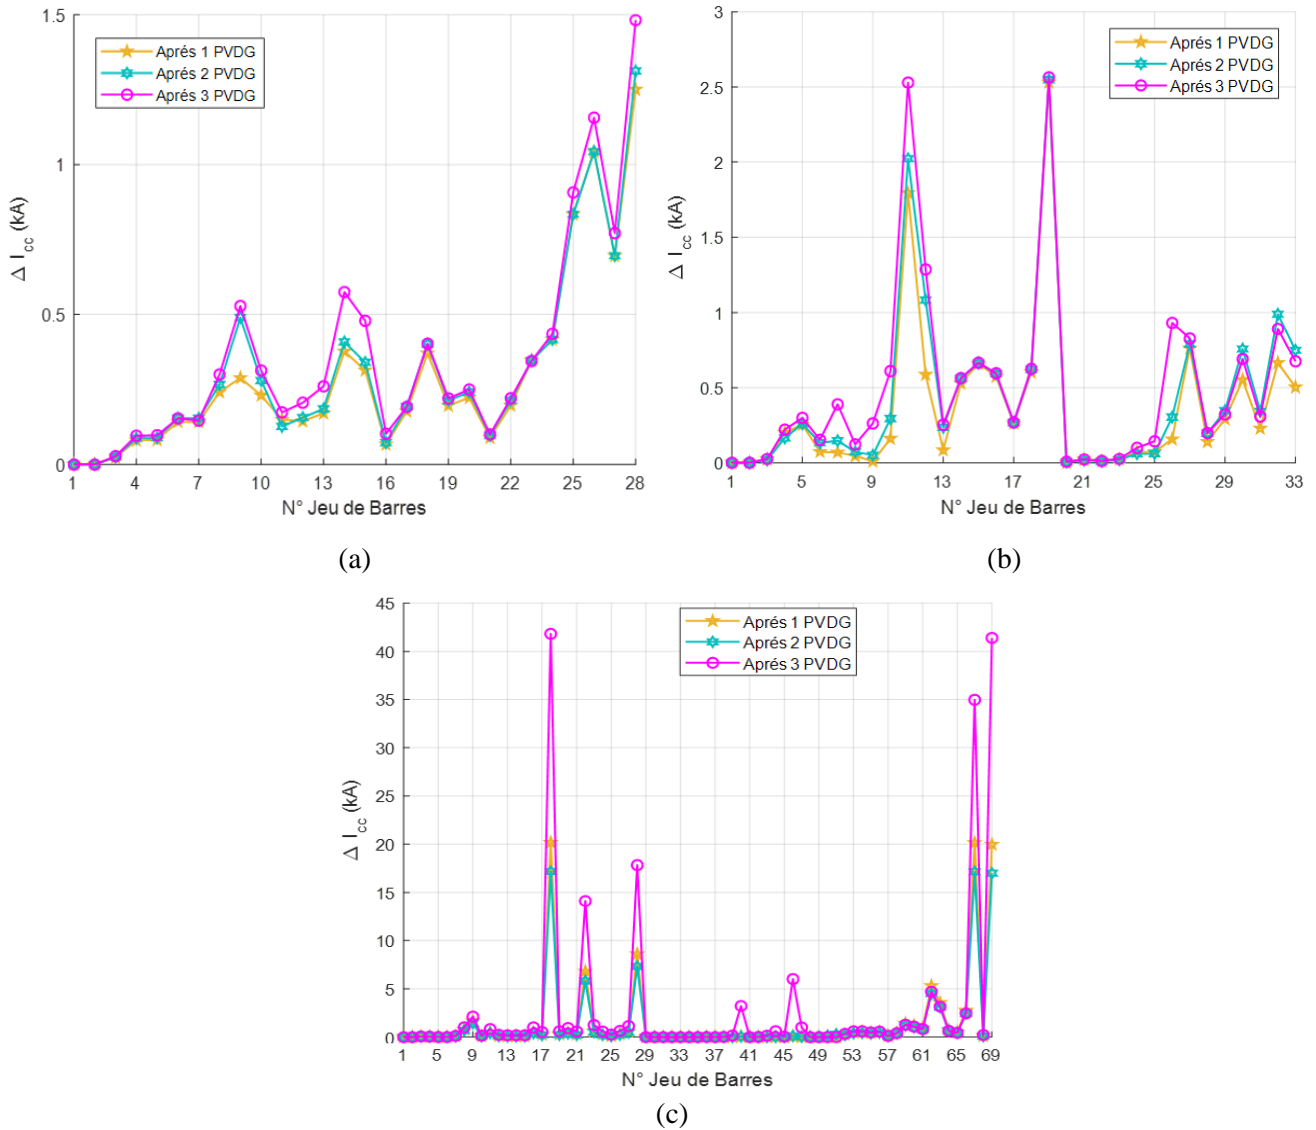 1.5
1
0.5
0
Δ Icc (kA)
Aprés 1 PVDG
Aprés 2 PVDG
Aprés 3 PVDG
1 4 7 10 13 16 19 22 25 28
N° Jeu de Barres
(a)
3
2.5
2
1.5
1
0.5
0
Δ Icc (kA)
Aprés 1 PVDG
Aprés 2 PVDG
Aprés 3 PVDG
1 5 9 13 17 21 25 29 33
N° Jeu de Barres
(b)
45
40
35
30
25
20
15
10
5
0
Δ Icc (kA)
Aprés 1 PVDG
Aprés 2 PVDG
Aprés 3 PVDG
1 5 9 13 17 21 25 29 33 37 41 45 49 53 57 61 65 69
N° Jeu de Barres
(c)